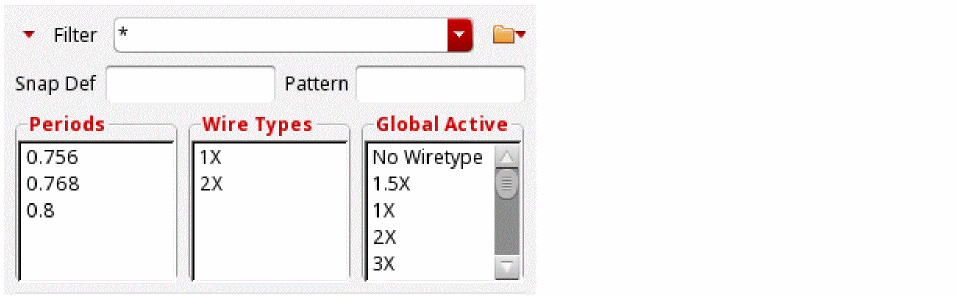 Filter *
Snap Def Pattern
Periods Wire Types Global Active
0.756 1X No Wiretype
0.768 2X 1.5X
0.8 1X
2X
3X